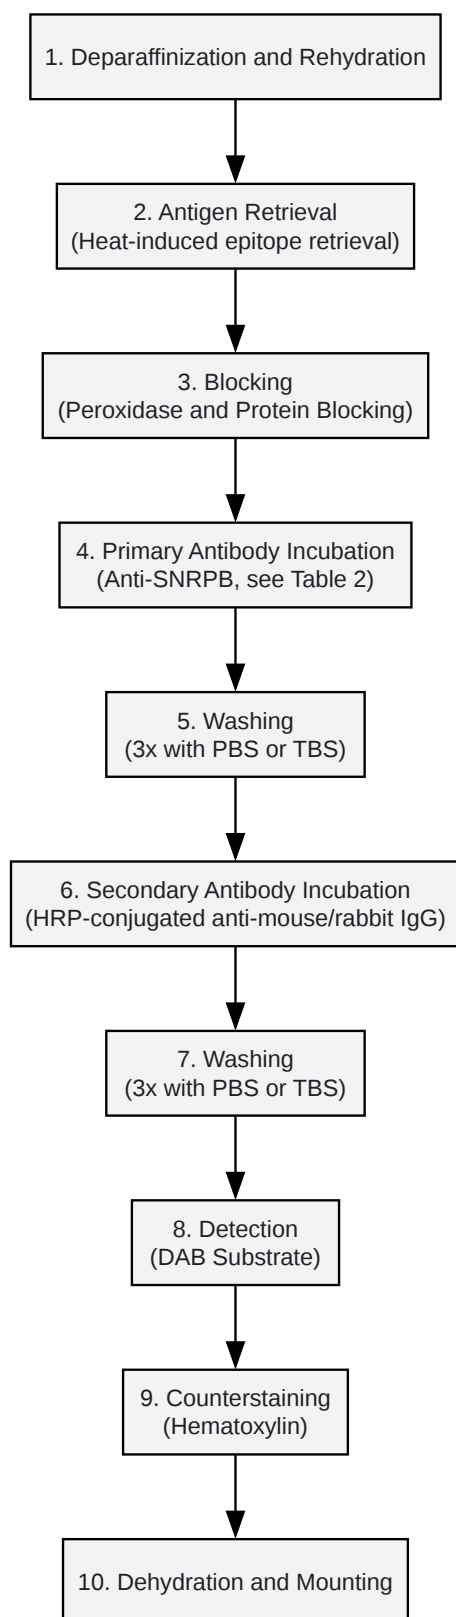 1. Deparaffinization and Rehydration
2. Antigen Retrieval
(Heat-induced epitope retrieval)
3. Blocking
(Peroxidase and Protein Blocking)
4. Primary Antibody Incubation
(Anti-SNRPB, see Table 2)
5. Washing
(3x with PBS or TBS)
6. Secondary Antibody Incubation
(HRP-conjugated anti-mouse/rabbit IgG)
7. Washing
(3x with PBS or TBS)
8. Detection
(DAB Substrate)
9. Counterstaining
(Hematoxylin)
10. Dehydration and Mounting